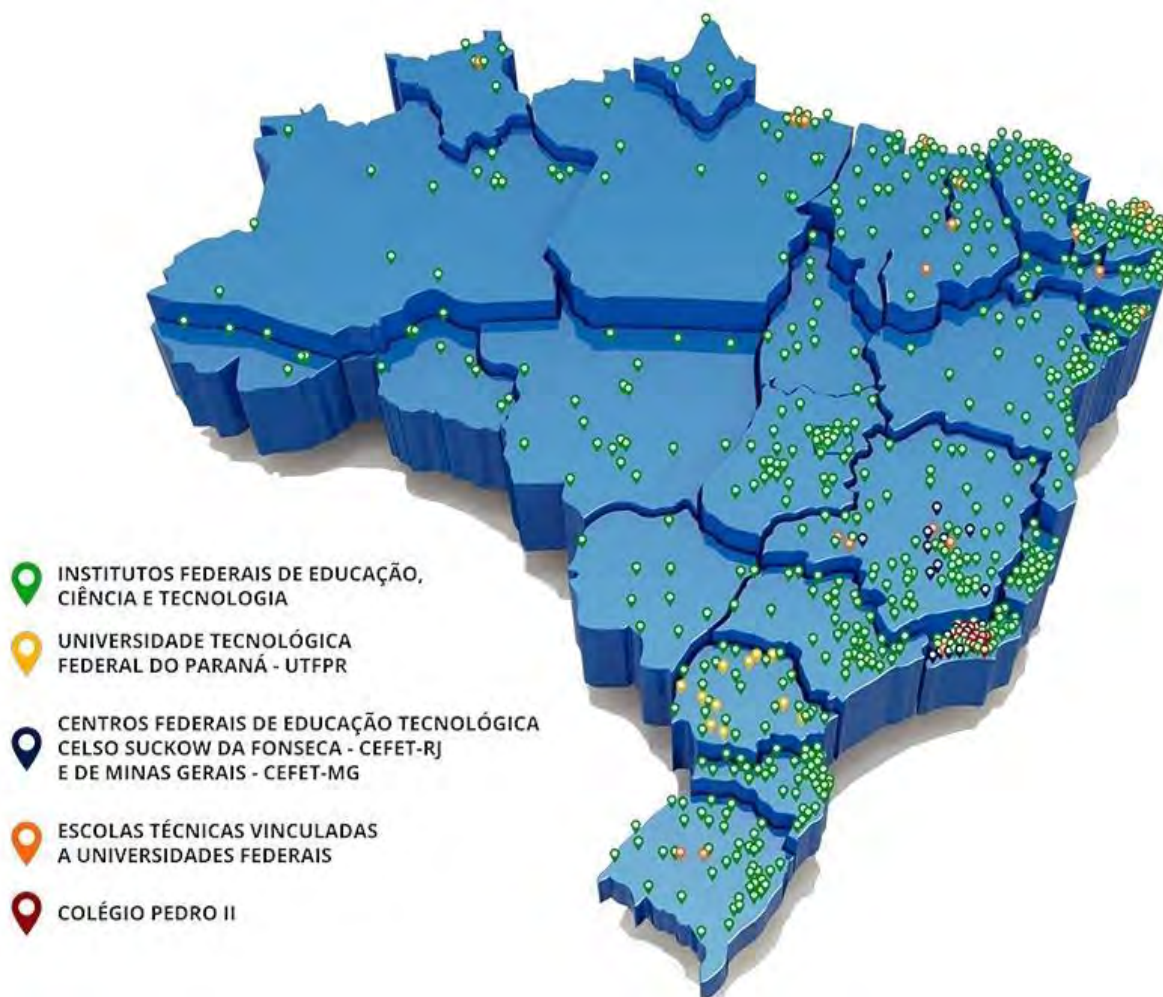 INSTITUTOS FEDERAIS DE EDUCAÇÃO,
CIÊNCIA E TECNOLOGIA
UNIVERSIDADE TECNOLÓGICA
FEDERAL DO PARANÁ - UTFPR
CENTROS FEDERAIS DE EDUCAÇÃO TECNOLÓGICA
CELSO SUCKOW DA FONSECA - CEFET-RJ
E DE MINAS GERAIS - CEFET-MG
ESCOLAS TÉCNICAS VINCULADAS
A UNIVERSIDADES FEDERAIS
COLÉGIO PEDRO II